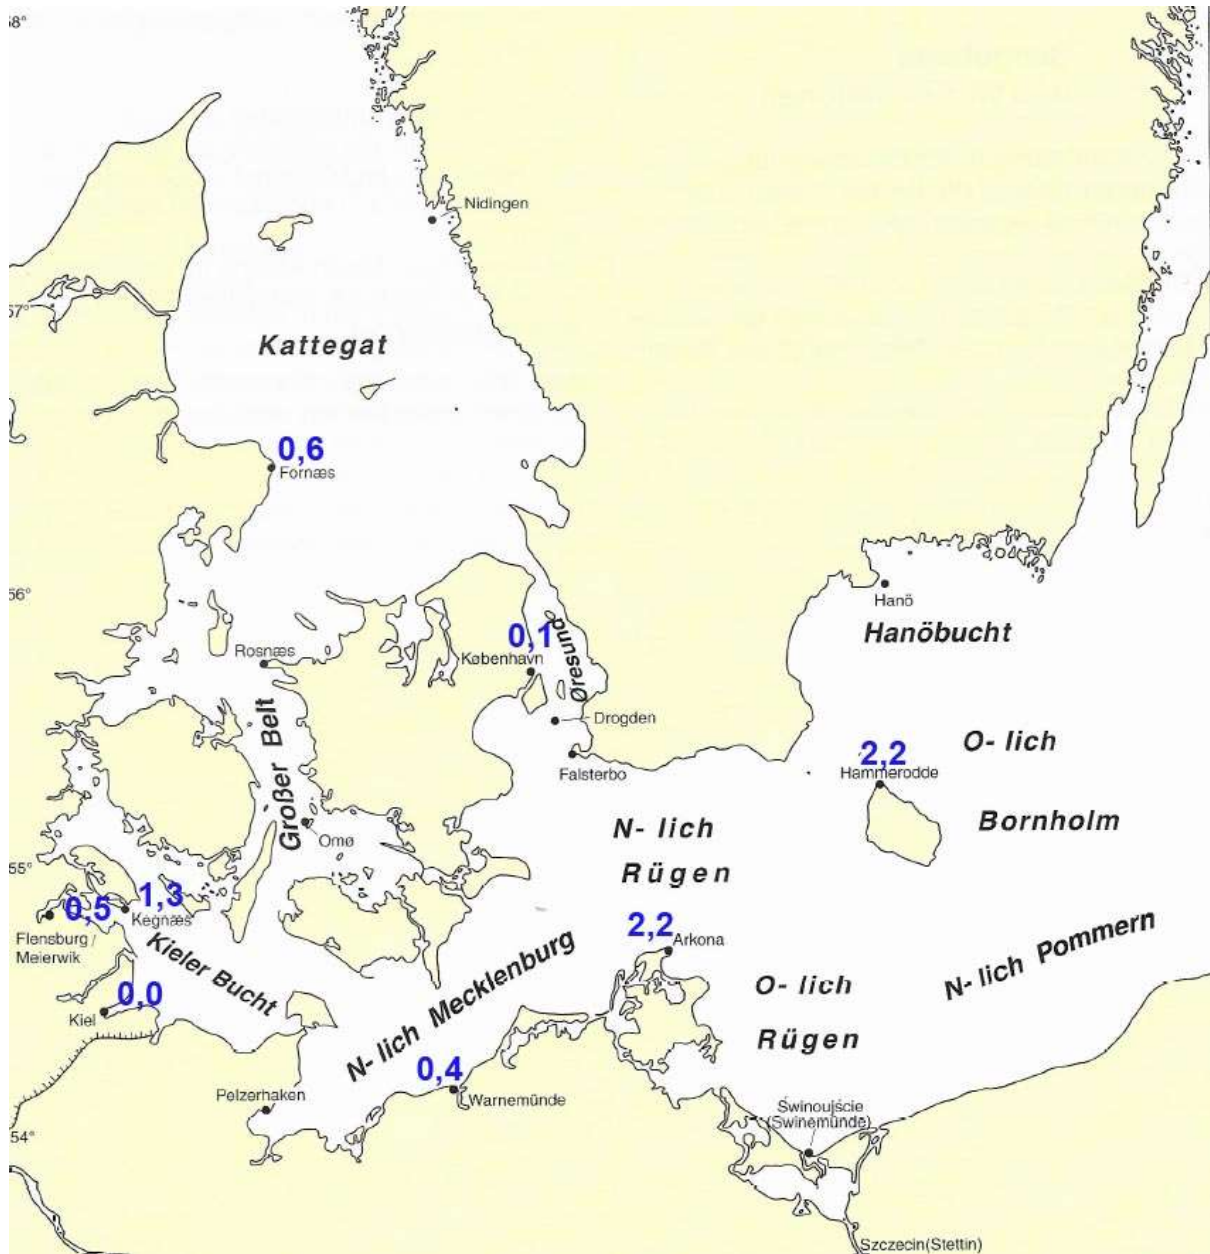 58°
Nidingen
57°
Kattegat
0,6
Fornæs
56°
Hanö
Hanöbucht
0,1
København
Øresund
Rosnæs
Drogden
Falsterbo
Großer Belt
O- lich
Bornholm
2,2
Hammerodde
Omø
N- lich
Rügen
55°
0,5
1,3
Kegnæs
Flensburg /
Meierwik
Kieler Bucht
2,2
Arkona
N- lich Pommern
O- lich
Rügen
N- lich Mecklenburg
0,0
Kiel
0,4
Warnemünde
Pelzerhaken
Świnoujście
(Swinemünde)
54°
Szczecin(Stettin)